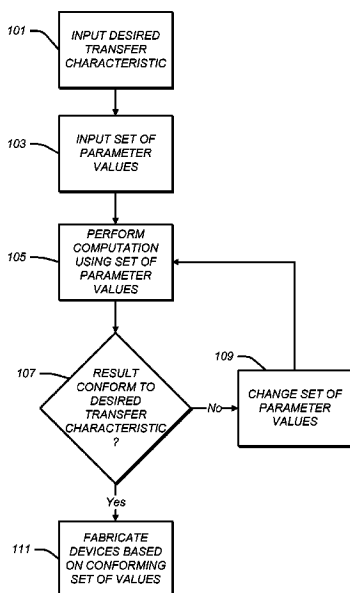 101
INPUT DESIRED
TRANSFER
CHARACTERISTIC
103
INPUT SET OF
PARAMETER
VALUES
105
PERFORM
COMPUTATION
USING SET OF
PARAMETER
VALUES
107
RESULT
CONFORM TO
DESIRED
TRANSFER
CHARACTERISTIC
?
No
109
CHANGE SET OF
PARAMETER
VALUES
Yes
111
FABRICATE
DEVICES BASED
ON CONFORMING
SET OF VALUES